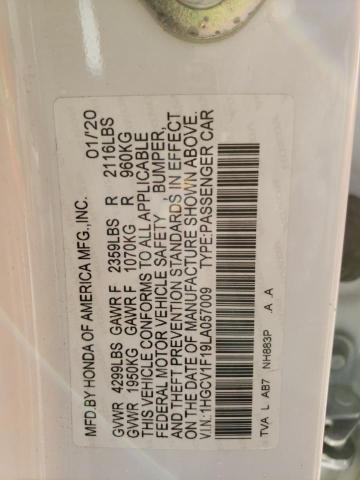 MFD.BY HONDA OF AMERICA MFG.,INC. 01/'20
GVWR 4299LBS GAWR F 2359LBS R 2116LBS
GVWR 1950KG GAWR F 1070KG R 960KG
THIS VEHICLE CONFORMS TO ALL APPLICABLE
FEDERAL MOTOR VEHICLE SAFETY, BUMPER,
AND THEFT PREVENTION STANDARDS IN EFFECT
ON THE DATE OF MANUFACTURE SHOWN ABOVE.
V.I.N.:1HGCV1F19LA057009 TYPE:PASSENGER CAR
TVA L AB7 NH883P .A .A